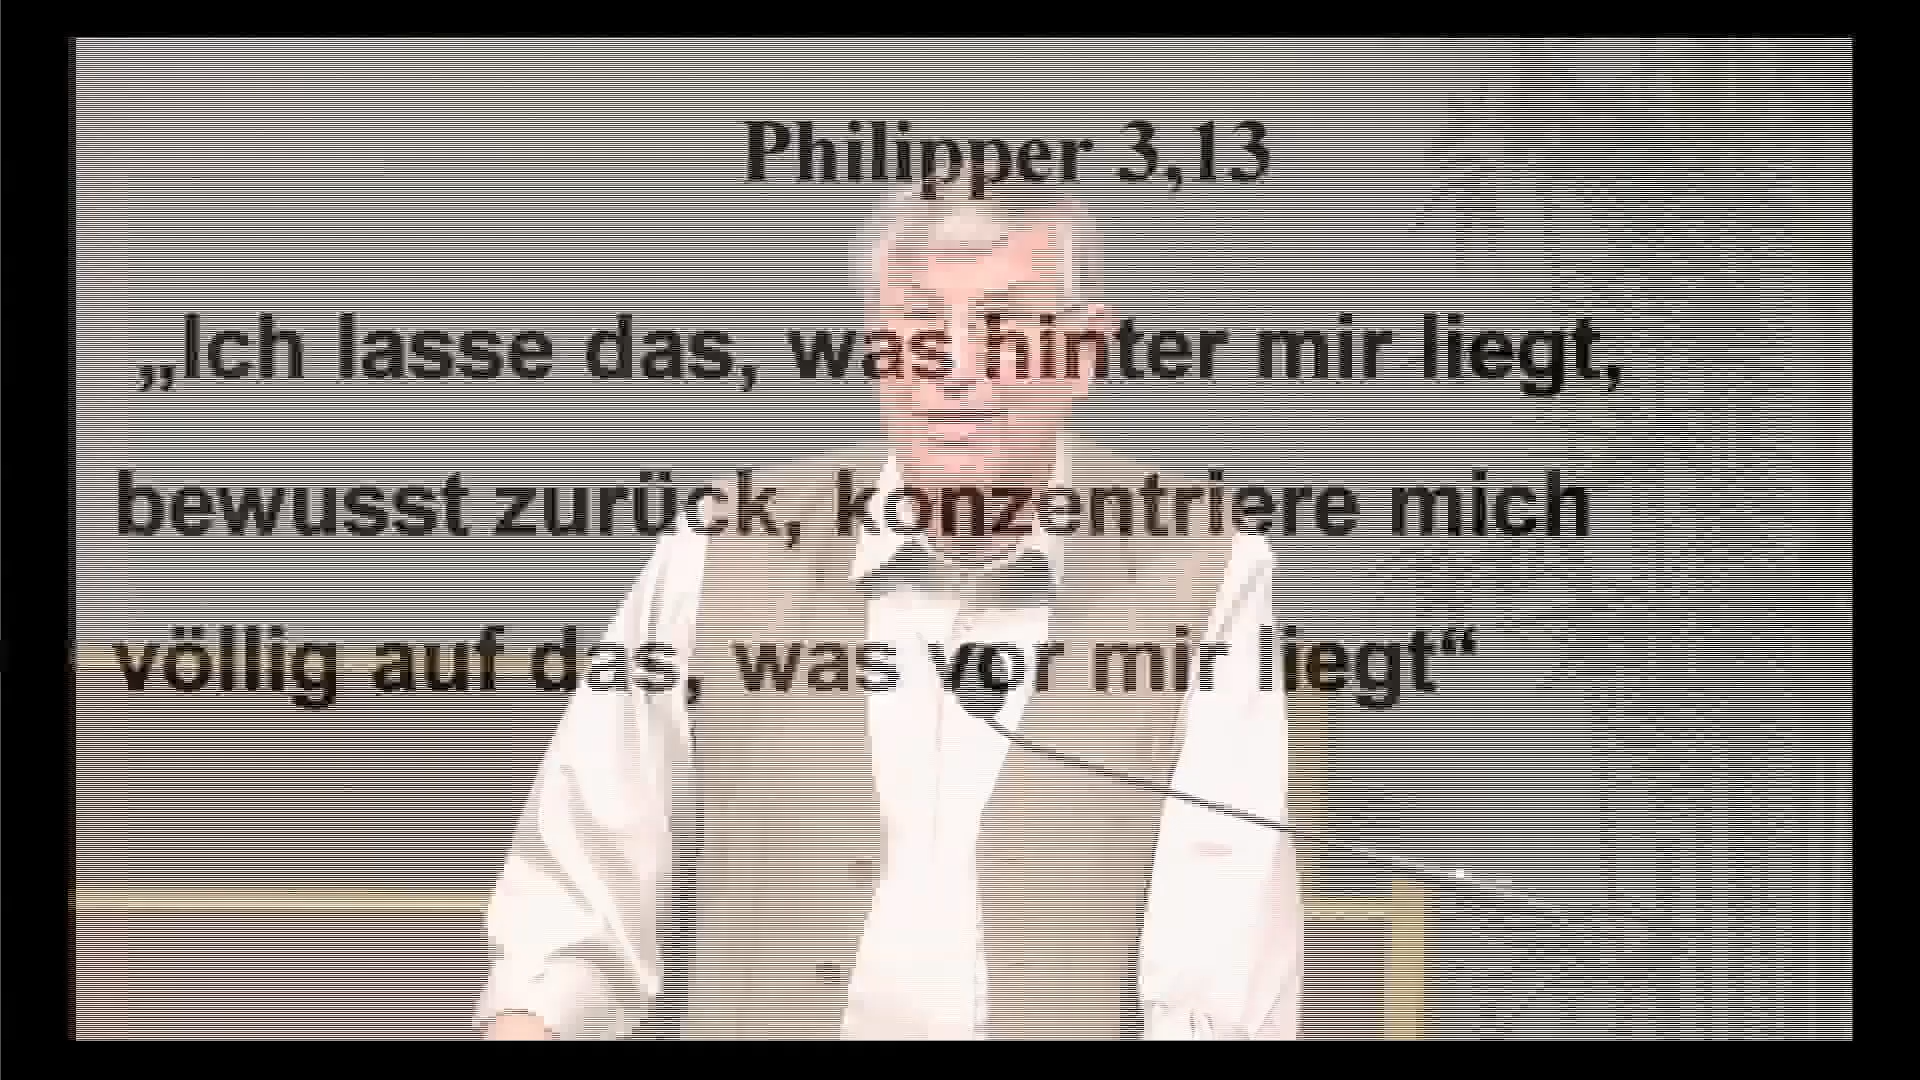 Philipper 3,13
„Ich lasse das, was hinter mir liegt,
bewusst zurück, konzentriere mich
völlig auf das, was vor mir liegt“